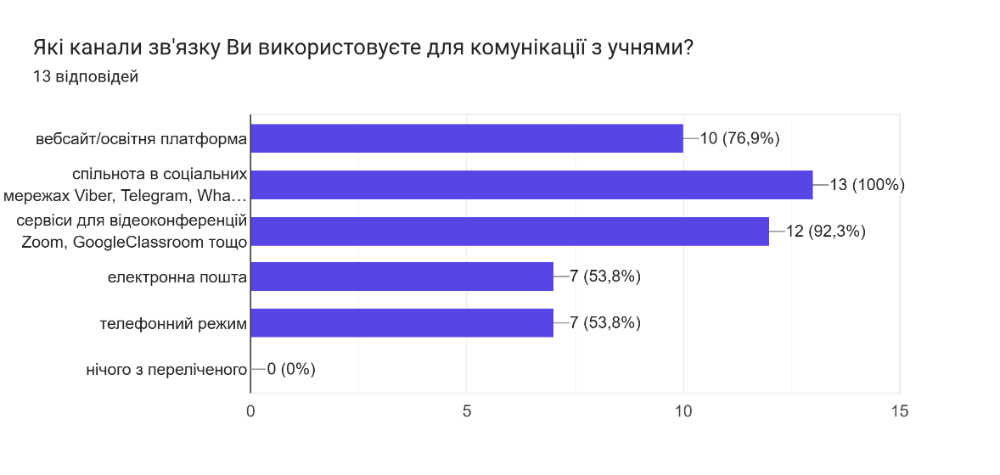 Які канали зв'язку Ви використовуєте для комунікації з учнями?
13 відповідей
вебсайт/освітня платформа
10 (76,9%)
спільнота в соціальних
мережах Viber, Telegram, Wha…
13 (100%)
сервіси для відеоконференцій
Zoom, GoogleClassroom тощо
12 (92,3%)
електронна пошта
7 (53,8%)
телефонний режим
7 (53,8%)
нічого з переліченого
0 (0%)
0 5 10 15